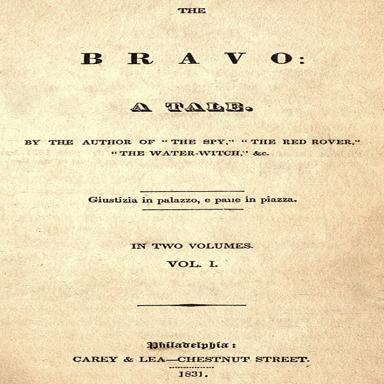 THE
BRAVO:
A TALE.
BY THE AUTHOR OF "THE SPY," "THE RED ROVER,"
"THE WATER-WITCH," &c.
Giustizia in palazzo, e pane in piazza.
IN TWO VOLUMES.
VOL. I.
Philadelphia:
CAREY & LEA—CHESTNUT STREET.
1831.